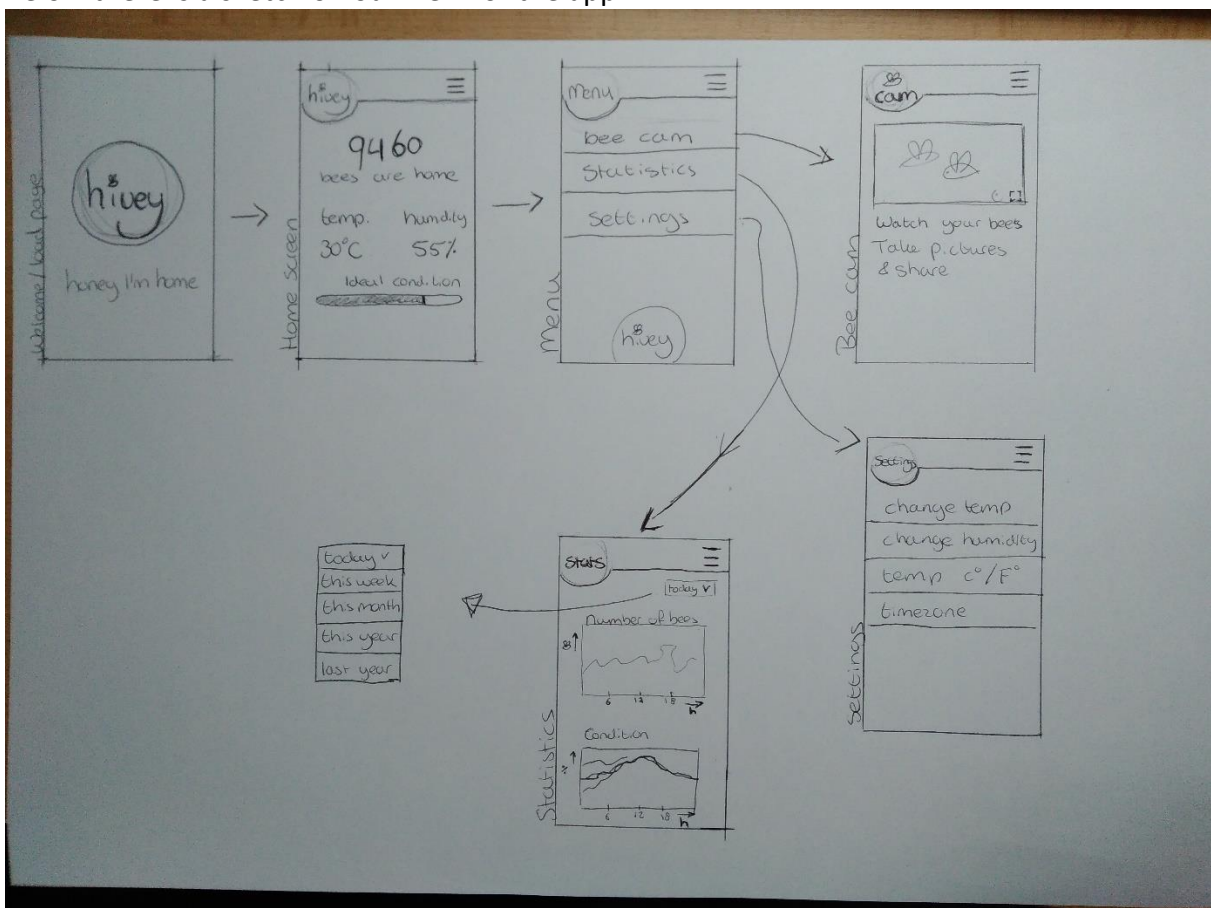 Welcome / load page
hivey
honey I'm home
Home screen
hivey
9460
bees are home
temp. humdity
30°C 55%
Ideal condition
Menu
Menu
bee cam
Statistics
settings
hivey
Bee cam
cam
Watch your bees
Take pictures
& share
Settings
Settings
change temp
change humidity
temp c°/F°
timezone
today v
this week
this month
this year
last year
Statistics
Stats
today v
Number of bees
6 12 18 h
Condition
% 
6 12 18 h